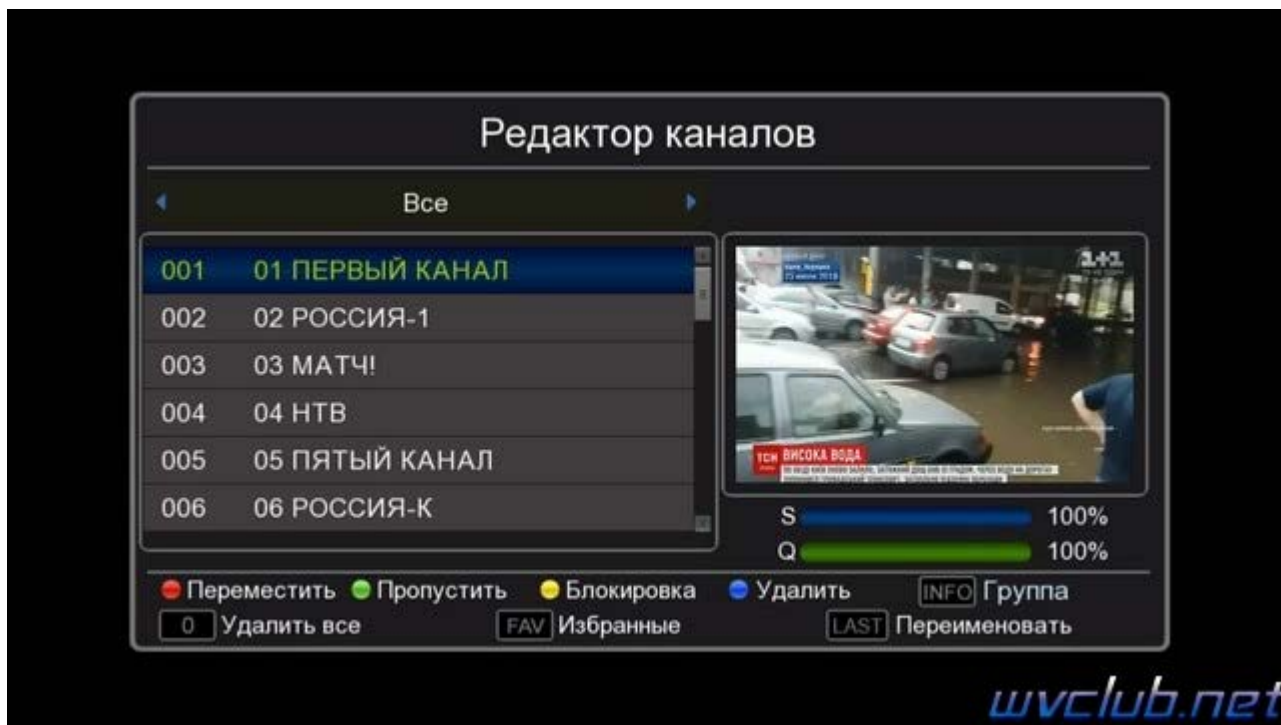 Редактор каналов
Все
001 01 ПЕРВЫЙ КАНАЛ
002 02 РОССИЯ-1
003 03 МАТЧ!
004 04 НТВ
005 05 ПЯТЫЙ КАНАЛ
006 06 РОССИЯ-К
1+1
ТСН ВИСОКА ВОДА
S 100%
Q 100%
Переместить Пропустить Блокировка Удалить INFO Группа
0 Удалить все FAV Избранные LAST Переименовать
wvclub.net